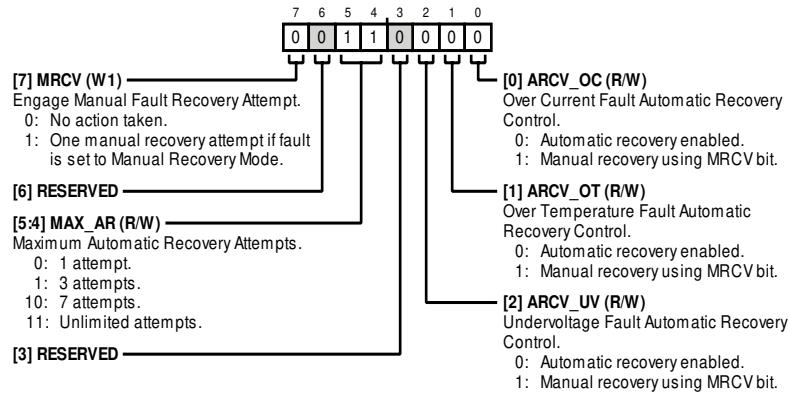 7 6 5 4 3 2 1 0
0 0 1 1 0 0 0 0
[7] MRCV (W1)
Engage Manual Fault Recovery Attempt.
0: No action taken.
1: One manual recovery attempt if fault
is set to Manual Recovery Mode.
[6] RESERVED
[5:4] MAX_AR (R/W)
Maximum Automatic Recovery Attempts.
0: 1 attempt.
1: 3 attempts.
10: 7 attempts.
11: Unlimited attempts.
[3] RESERVED
[0] ARCV_OC (R/W)
Over Current Fault Automatic Recovery
Control.
0: Automatic recovery enabled.
1: Manual recovery using MRCV bit.
[1] ARCV_OT (R/W)
Over Temperature Fault Automatic
Recovery Control.
0: Automatic recovery enabled.
1: Manual recovery using MRCV bit.
[2] ARCV_UV (R/W)
Undervoltage Fault Automatic Recovery
Control.
0: Automatic recovery enabled.
1: Manual recovery using MRCV bit.